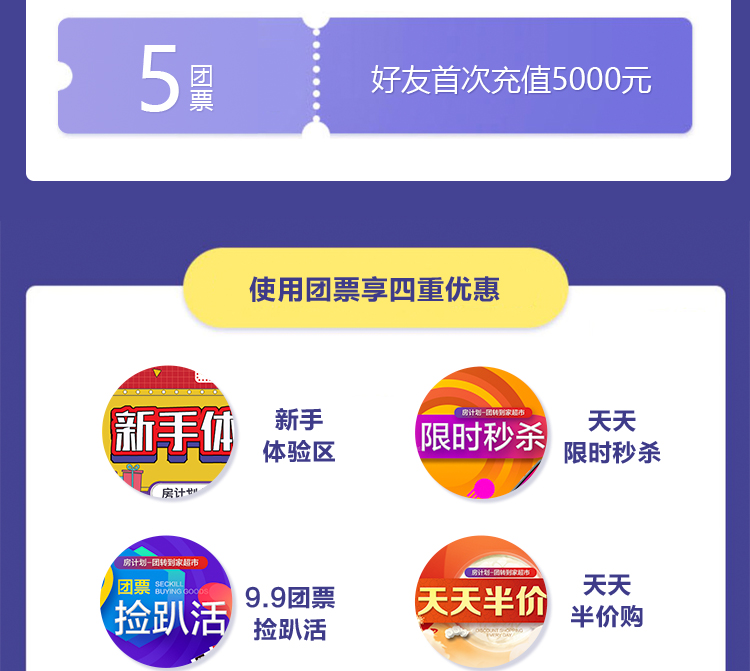 5 团票
好友首次充值5000元
使用团票享四重优惠
新手体
房计划
新手
体验区
房计划-团转到家超市
限时秒杀
天天
限时秒杀
房计划-团转到家超市
团票 SECKILL
BUYING GOODS
捡趴活
9.9团票
捡趴活
房计划-团转到家超市
天天半价
DISCOUNT SHOPPING
EVERY DAY
天天
半价购